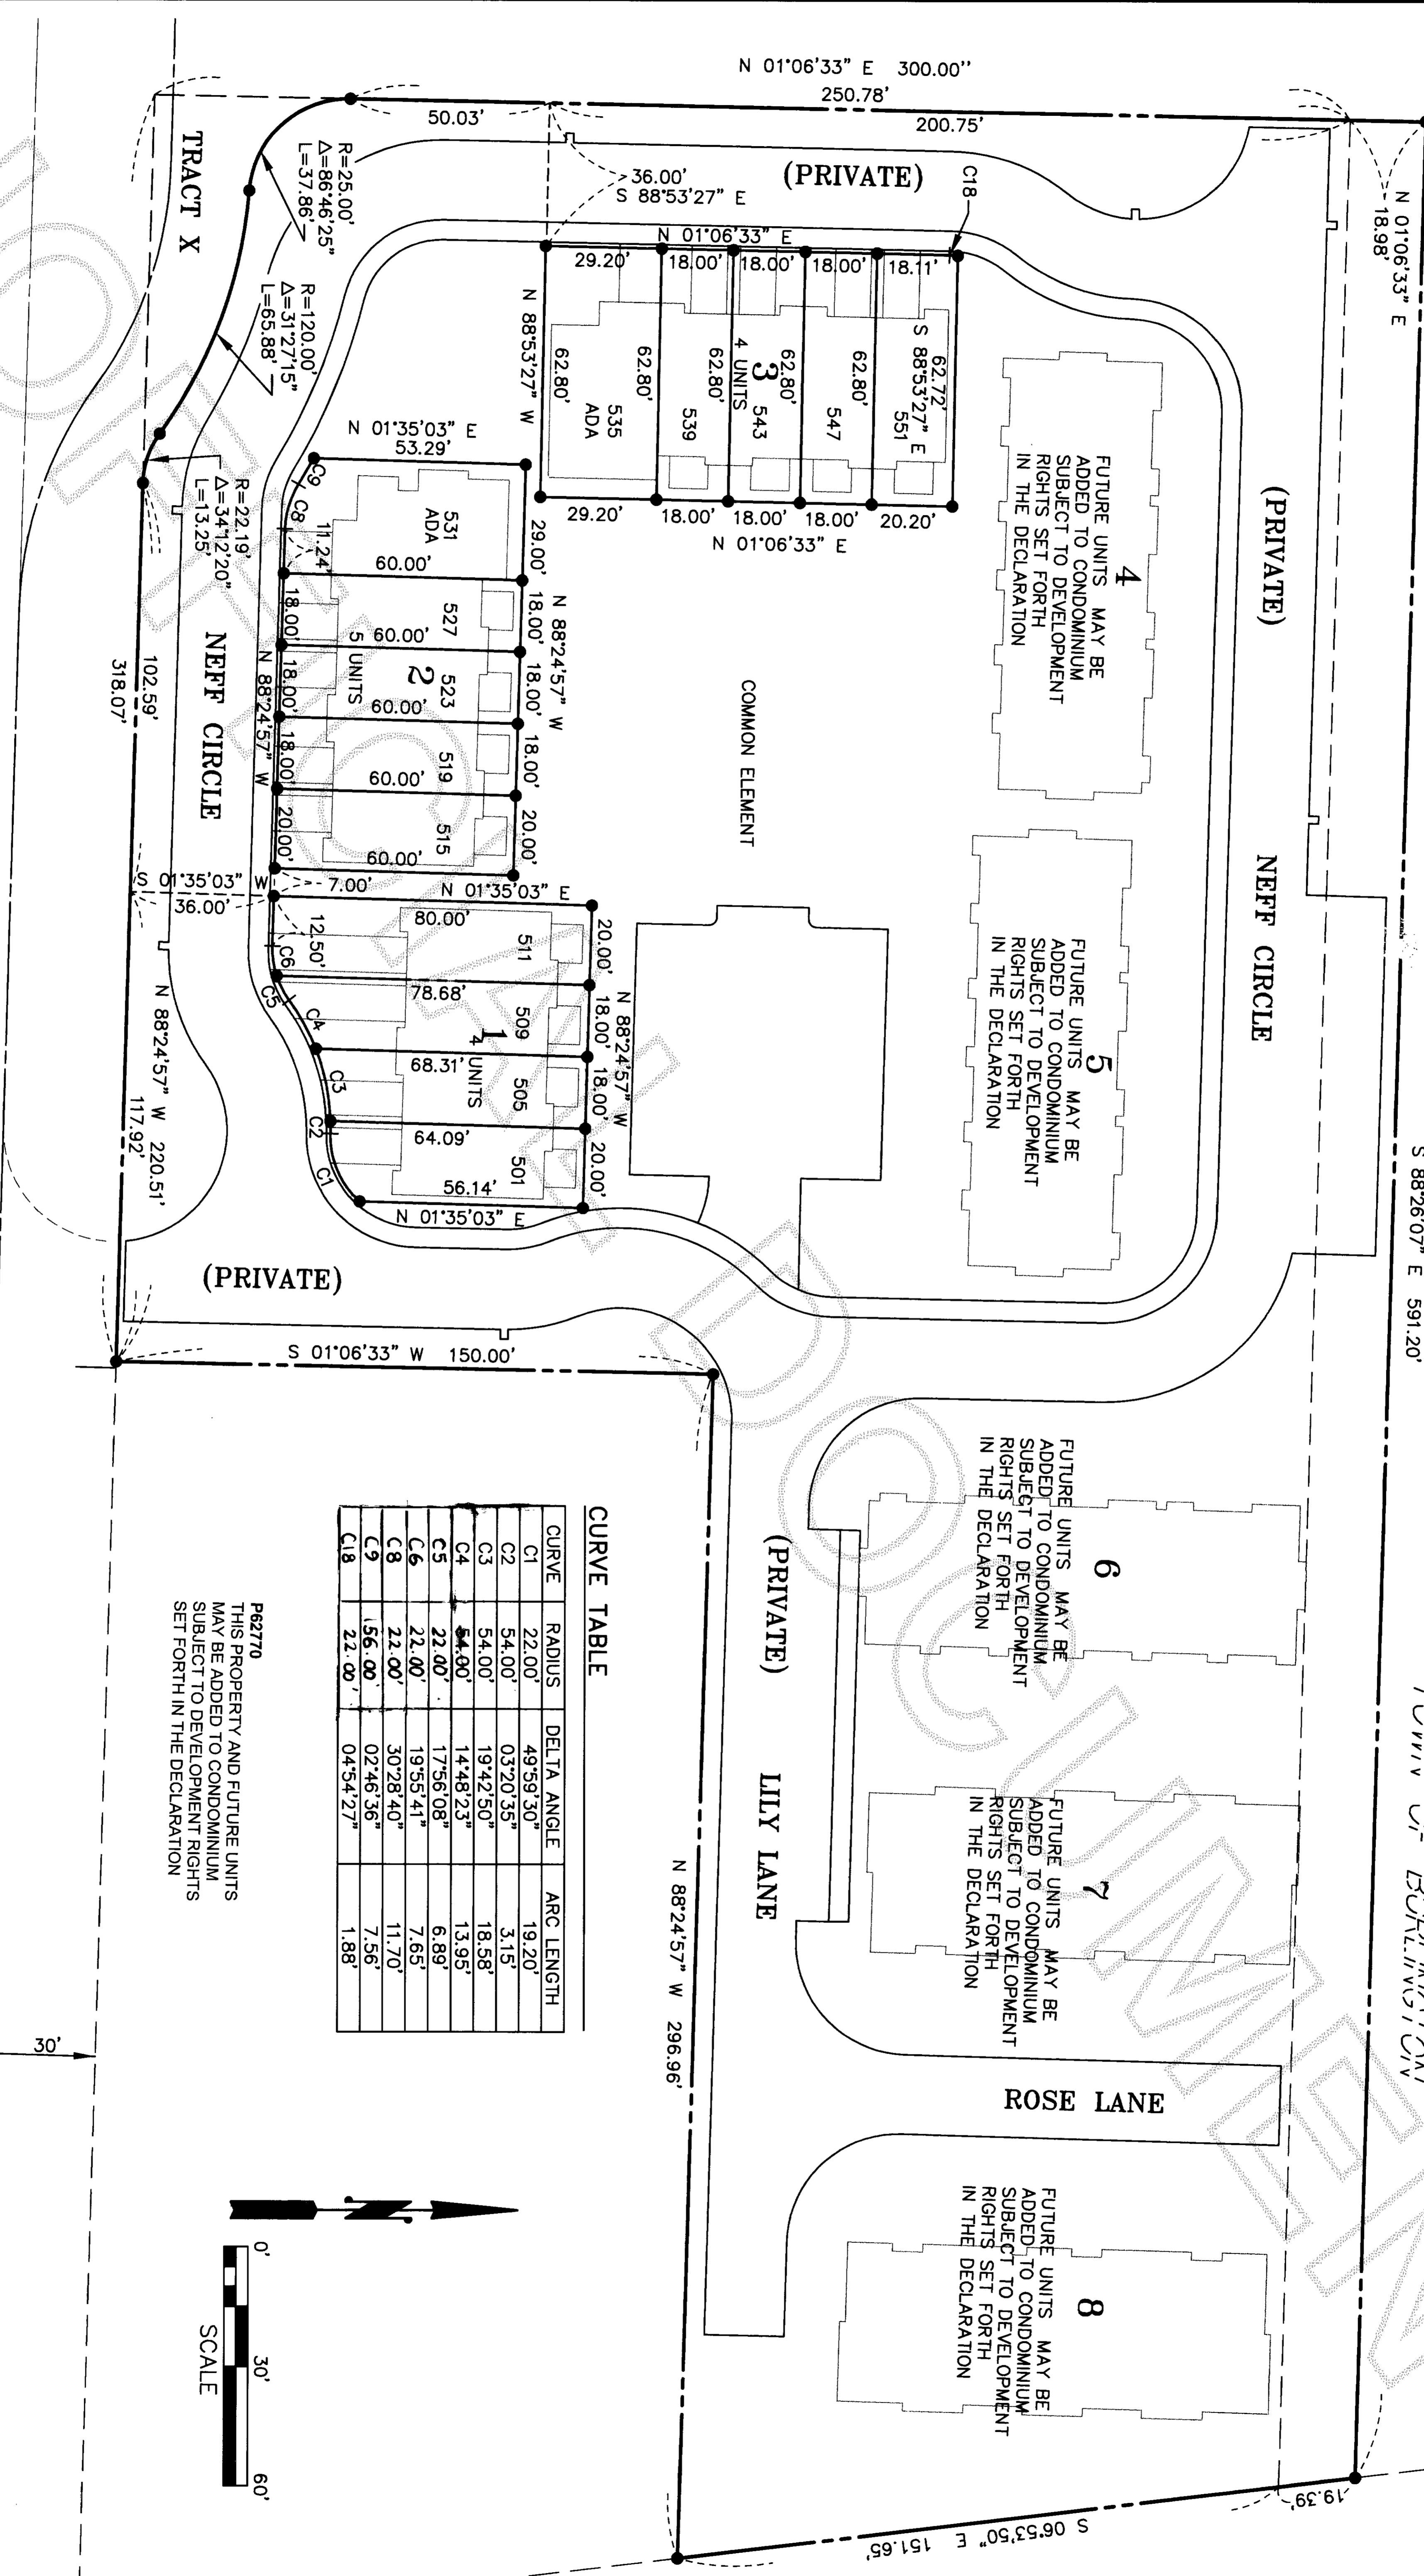 N 01°06'33" E 300.00''
250.78'
50.03'
200.75'
N 01°06'33" E
18.98'
(PRIVATE)
C18
36.00'
S 88°53'27" E
N 01°06'33" E
29.20'
18.00'
18.00'
18.00'
18.11'
N 88°53'27" W
62.80'
62.80'
62.80'
62.80'
62.80'
62.72'
S 88°53'27" E
535
ADA
539
543
547
551
3
4 UNITS
29.20'
18.00'
18.00'
18.00'
20.20'
N 01°06'33" E
TRACT X
R=25.00'
Δ=86°46'25"
L=37.86'
R=120.00'
Δ=31°27'15"
L=65.88'
R=22.19'
Δ=34°12'20"
L=13.25'
N 01°35'03" E
53.29'
C9
C8
11.24'
18.00'
18.00'
18.00'
20.00'
N 88°24'57" W
531
ADA
527
523
519
515
2
5 UNITS
60.00'
60.00'
60.00'
60.00'
60.00'
29.00'
18.00'
18.00'
18.00'
20.00'
N 88°24'57" W
NEFF CIRCLE
102.59'
318.07'
S 01°35'03" W
36.00'
7.00'
N 01°35'03" E
80.00'
12.50'
C6
C5
C4
C3
C2
C1
511
509
505
501
1
4 UNITS
78.68'
68.31'
64.09'
56.14'
N 01°35'03" E
20.00'
18.00'
18.00'
20.00'
N 88°24'57" W
N 88°24'57" W 220.51'
117.92'
(PRIVATE)
S 01°06'33" W 150.00'
COMMON ELEMENT
4
FUTURE UNITS MAY BE
ADDED TO CONDOMINIUM
SUBJECT TO DEVELOPMENT
RIGHTS SET FORTH
IN THE DECLARATION
5
FUTURE UNITS MAY BE
ADDED TO CONDOMINIUM
SUBJECT TO DEVELOPMENT
RIGHTS SET FORTH
IN THE DECLARATION
(PRIVATE)
NEFF CIRCLE
S 88°26'07" E 591.20'
6
FUTURE UNITS MAY BE
ADDED TO CONDOMINIUM
SUBJECT TO DEVELOPMENT
RIGHTS SET FORTH
IN THE DECLARATION
7
FUTURE UNITS MAY BE
ADDED TO CONDOMINIUM
SUBJECT TO DEVELOPMENT
RIGHTS SET FORTH
IN THE DECLARATION
(PRIVATE)
LILY LANE
N 88°24'57" W 296.96'
ROSE LANE
8
FUTURE UNITS MAY BE
ADDED TO CONDOMINIUM
SUBJECT TO DEVELOPMENT
RIGHTS SET FORTH
IN THE DECLARATION
19.39'
S 06°53'50" E 151.65'
CURVE TABLE
CURVE RADIUS DELTA ANGLE ARC LENGTH
C1 22.00' 49°59'30" 19.20'
C2 54.00' 03°20'35" 3.15'
C3 54.00' 19°42'50" 18.58'
C4 54.00' 14°48'23" 13.95'
C5 22.00' 17°56'08" 6.89'
C6 22.00' 19°55'41" 7.65'
C8 22.00' 30°28'40" 11.70'
C9 156.00' 02°46'36" 7.56'
C18 22.00' 04°54'27" 1.88'
P62770
THIS PROPERTY AND FUTURE UNITS
MAY BE ADDED TO CONDOMINIUM
SUBJECT TO DEVELOPMENT RIGHTS
SET FORTH IN THE DECLARATION
30'
0' 30' 60'
SCALE